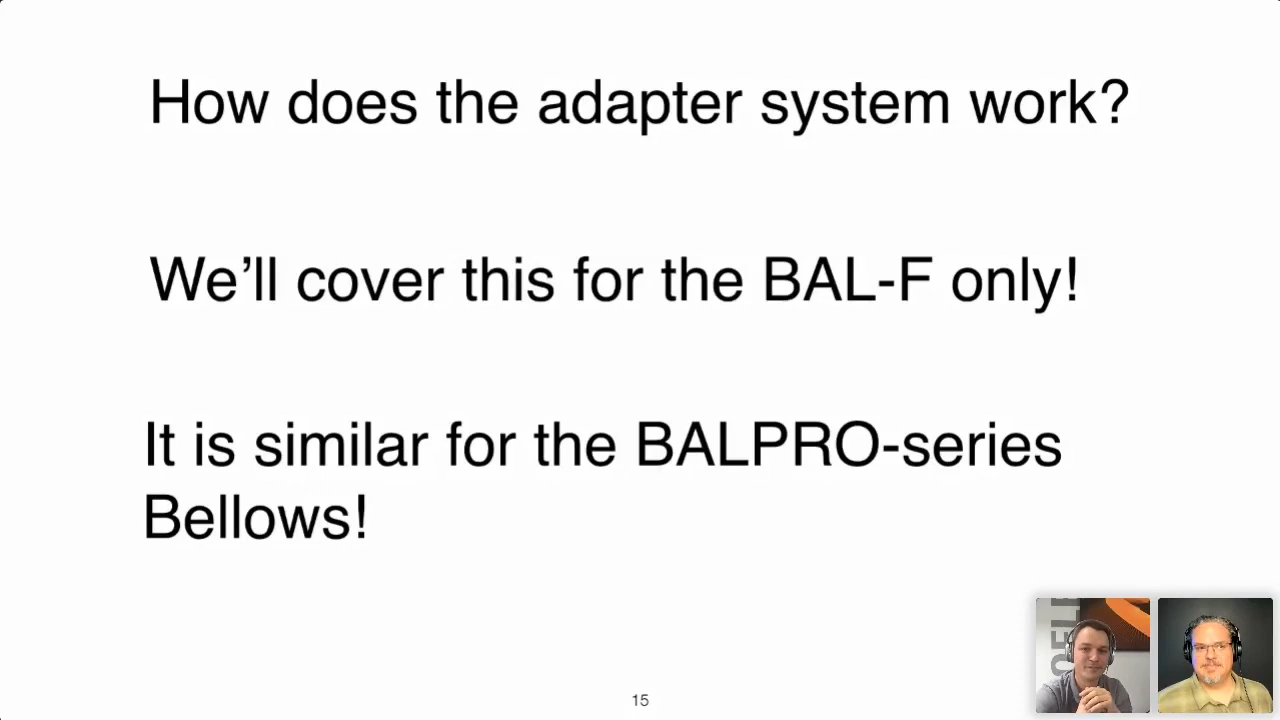 How does the adapter system work?
We’ll cover this for the BAL-F only!
It is similar for the BALPRO-series
Bellows!
15